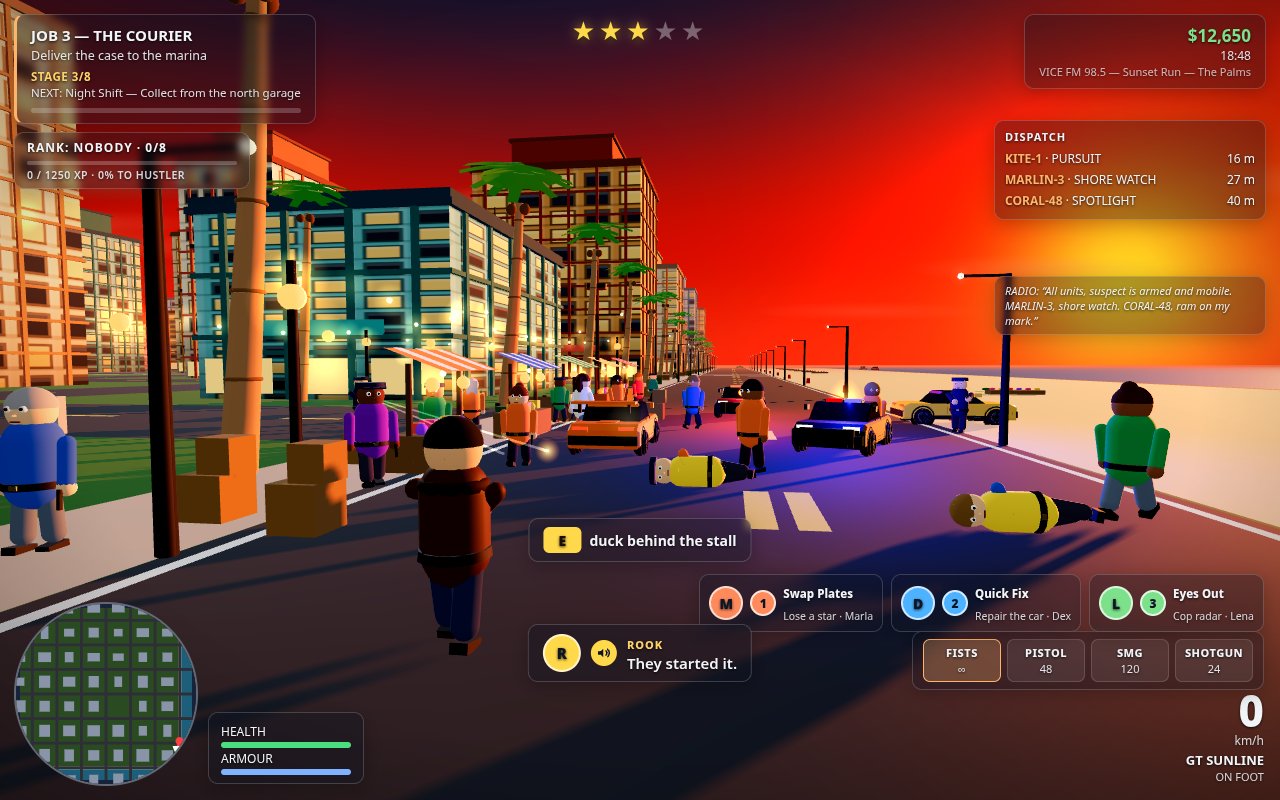 JOB 3 — THE COURIER
Deliver the case to the marina
STAGE 3/8
NEXT: Night Shift — Collect from the north garage
RANK: NOBODY · 0/8
0 / 1250 XP · 0% TO HUSTLER
★★★★★
$12,650
18:48
VICE FM 98.5 — Sunset Run — The Palms
DISPATCH
KITE-1 · PURSUIT 16 m
MARLIN-3 · SHORE WATCH 27 m
CORAL-48 · SPOTLIGHT 40 m
RADIO: “All units, suspect is armed and mobile.
MARLIN-3, shore watch. CORAL-48, ram on my
mark.”
E duck behind the stall
M 1 Swap Plates
Lose a star · Marla
D 2 Quick Fix
Repair the car · Dex
L 3 Eyes Out
Cop radar · Lena
R ROOK
They started it.
FISTS
∞
PISTOL
48
SMG
120
SHOTGUN
24
HEALTH
ARMOUR
0
km/h
GT SUNLINE
ON FOOT